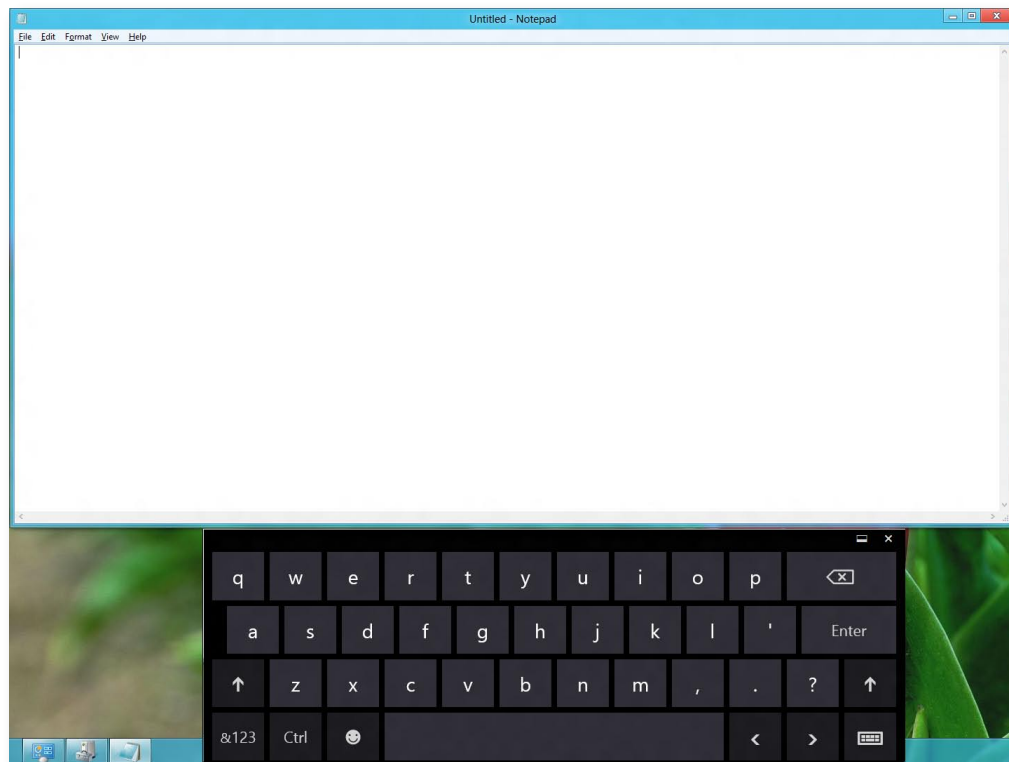 Untitled - Notepad
File Edit Format View Help
q w e r t y u i o p
a s d f g h j k l ' Enter
z x c v b n m , . ?
&123 Ctrl < >